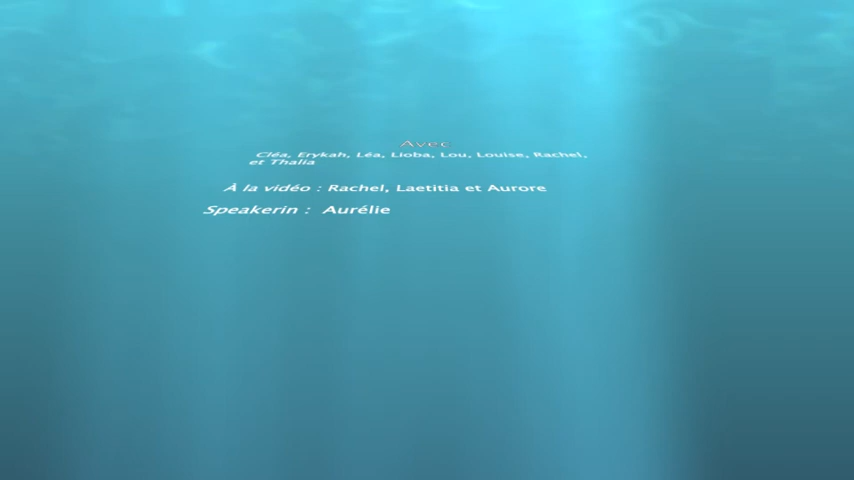 Avec
Cléa, Erykah, Léa, Lioba, Lou, Louise, Rachel,
et Thalia
À la vidéo : Rachel, Laetitia et Aurore
Speakerin : Aurélie